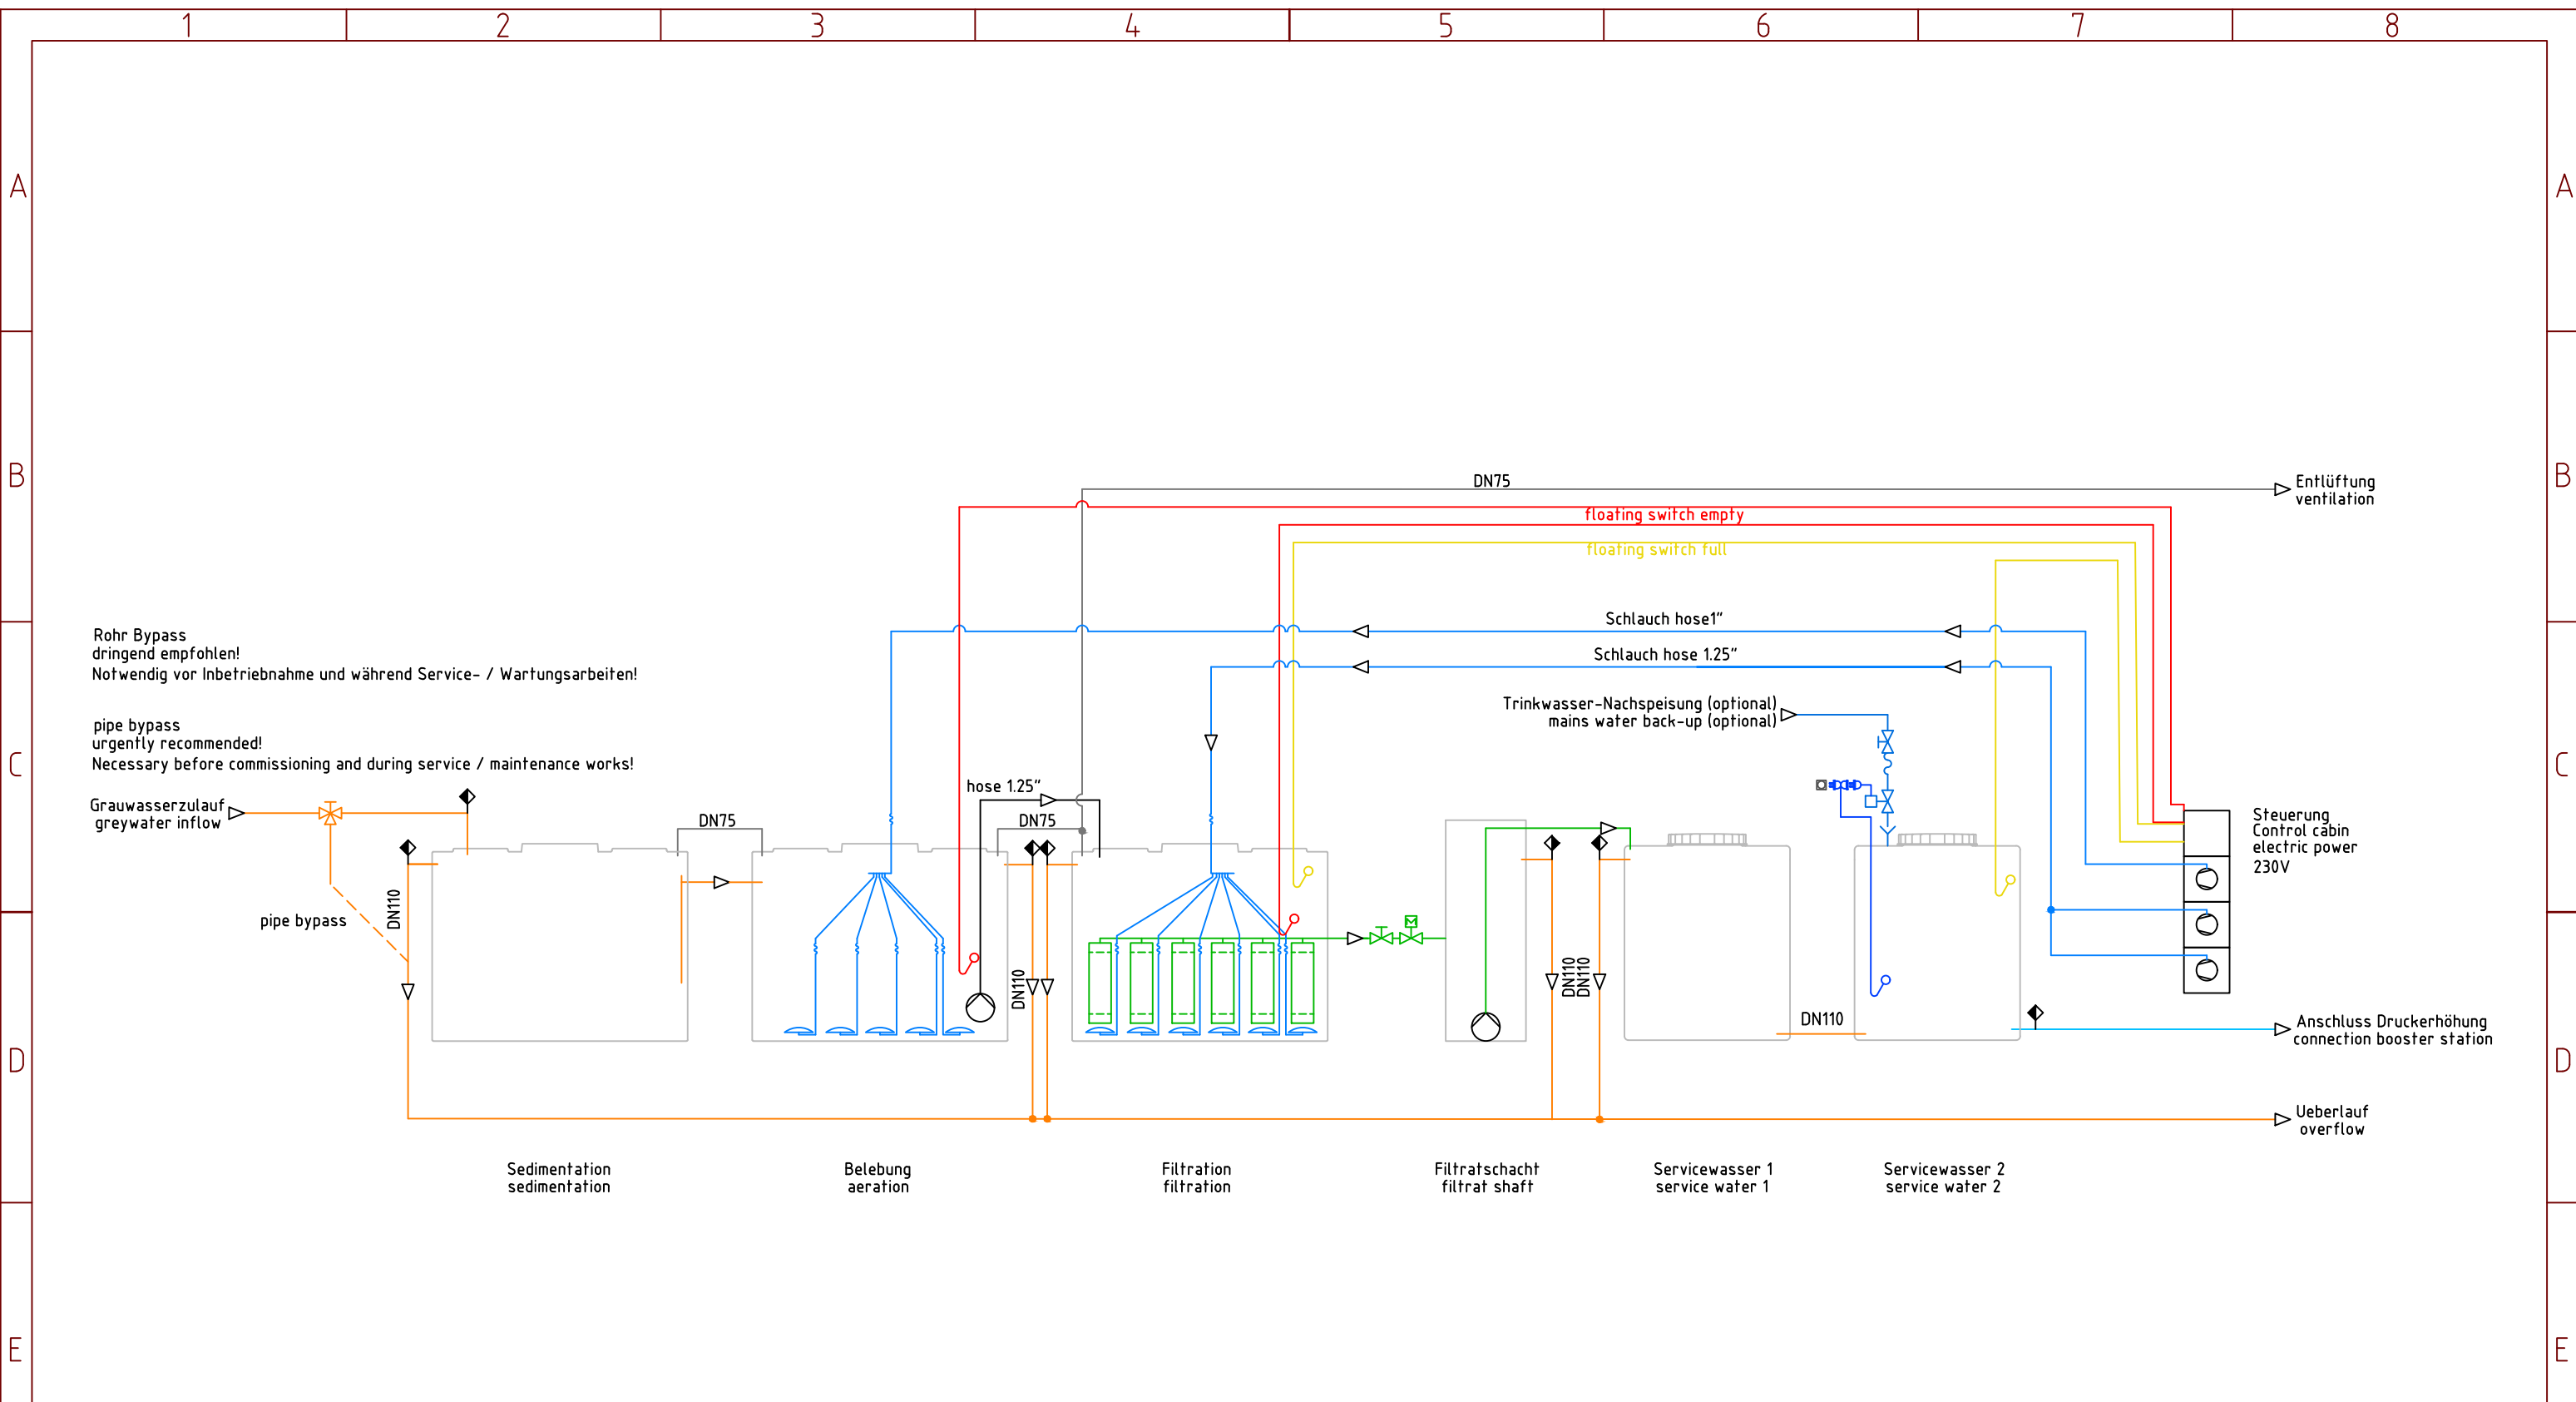 1 2 3 4 5 6 7 8
A A
B B
DN75
Entlüftung
ventilation
floating switch empty
floating switch full
Schlauch hose1"
Schlauch hose 1.25"
Rohr Bypass
dringend empfohlen!
Notwendig vor Inbetriebnahme und während Service- / Wartungsarbeiten!
pipe bypass
urgently recommended!
Necessary before commissioning and during service / maintenance works!
Trinkwasser-Nachspeisung (optional)
mains water back-up (optional)
C C
Grauwasserzulauf
greywater inflow
hose 1.25"
DN75
DN75
Steuerung
Control cabin
electric power
230V
pipe bypass
DN110
M
DN110
DN110
DN110
DN110
Anschluss Druckerhöhung
connection booster station
D D
Ueberlauf
overflow
Sedimentation
sedimentation
Belebung
aeration
Filtration
filtration
Filtratschacht
filtrat shaft
Servicewasser 1
service water 1
Servicewasser 2
service water 2
E E